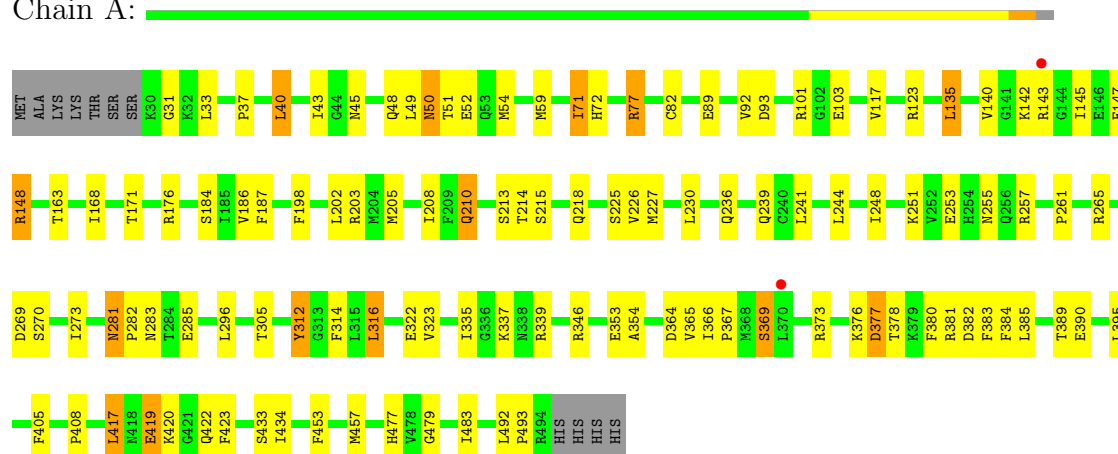 Chain A:
MET ALA LYS LYS THR SER SER K30 G31 K32 L33 P37 L40 I43 G44 N45 Q48 L49 N50 T51 E52 Q53 M54 M59 I71 H72 R77 C82 E89 V92 D93 R101 G102 E103 V117 R123 L135 V140 G141 K142 R143 G144 I145 E146
R148 T163 I168 T171 R176 S184 I185 V186 F187 F198 L202 R203 M204 M205 I208 F209 Q210 S213 T214 S215 Q218 S225 V226 M227 L230 Q236 Q239 C240 L241 L244 I248 K251 V252 E253 H254 N255 Q256 R257 P261 R265
D269 S270 I273 N281 P282 N283 T284 E285 L296 T305 Y312 G313 F314 L315 L316 E322 V323 I335 G336 K337 N338 R339 R346 E353 A354 D364 V365 I366 P367 M368 S369 L370 R373 K376 D377 T378 K379 F380 R381 D382 F383 F384 L385 T389 E390
F405 P408 L417 N418 E419 K420 G421 Q422 F423 S433 I434 F453 M457 H477 V478 G479 I483 L492 P493 R494 HIS HIS HIS HIS